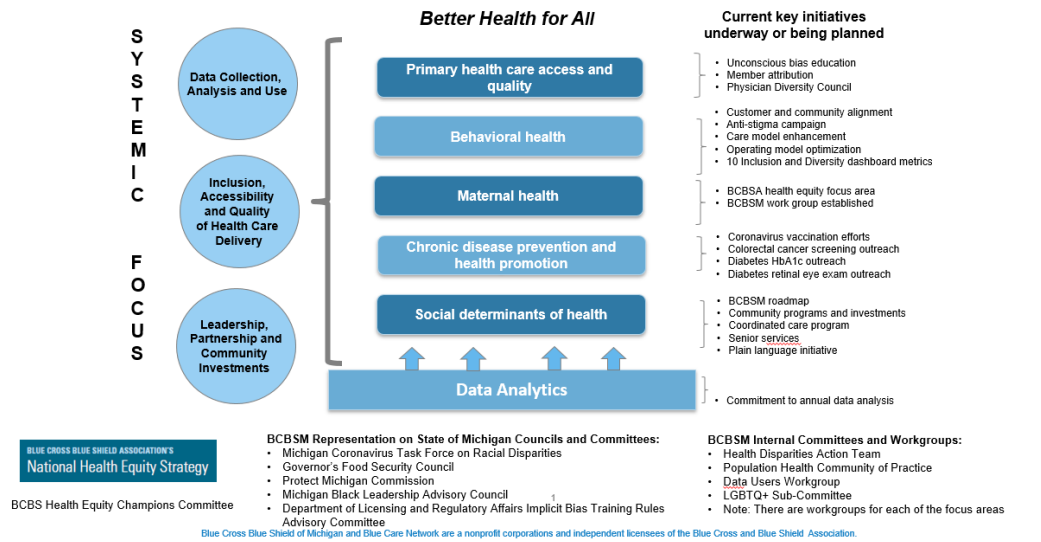 Better Health for All
Current key initiatives
underway or being planned
SYSTEMIC
FOCUS
Data Collection,
Analysis and Use
Inclusion,
Accessibility
and Quality
of Health Care
Delivery
Leadership,
Partnership and
Community
Investments
Primary health care access and
quality
• Unconscious bias education
• Member attribution
• Physician Diversity Council
Behavioral health
• Customer and community alignment
• Anti-stigma campaign
• Care model enhancement
• Operating model optimization
• 10 Inclusion and Diversity dashboard metrics
Maternal health
• BCBSA health equity focus area
• BCBSM work group established
Chronic disease prevention and
health promotion
• Coronavirus vaccination efforts
• Colorectal cancer screening outreach
• Diabetes HbA1c outreach
• Diabetes retinal eye exam outreach
Social determinants of health
• BCBSM roadmap
• Community programs and investments
• Coordinated care program
• Senior services
• Plain language initiative
Data Analytics
• Commitment to annual data analysis
BLUE CROSS BLUE SHIELD ASSOCIATION'S
National Health Equity Strategy
BCBS Health Equity Champions Committee
BCBSM Representation on State of Michigan Councils and Committees:
• Michigan Coronavirus Task Force on Racial Disparities
• Governor's Food Security Council
• Protect Michigan Commission
• Michigan Black Leadership Advisory Council
• Department of Licensing and Regulatory Affairs Implicit Bias Training Rules
Advisory Committee
1
BCBSM Internal Committees and Workgroups:
• Health Disparities Action Team
• Population Health Community of Practice
• Data Users Workgroup
• LGBTQ+ Sub-Committee
• Note: There are workgroups for each of the focus areas
Blue Cross Blue Shield of Michigan and Blue Care Network are a nonprofit corporations and independent licensees of the Blue Cross and Blue Shield Association.